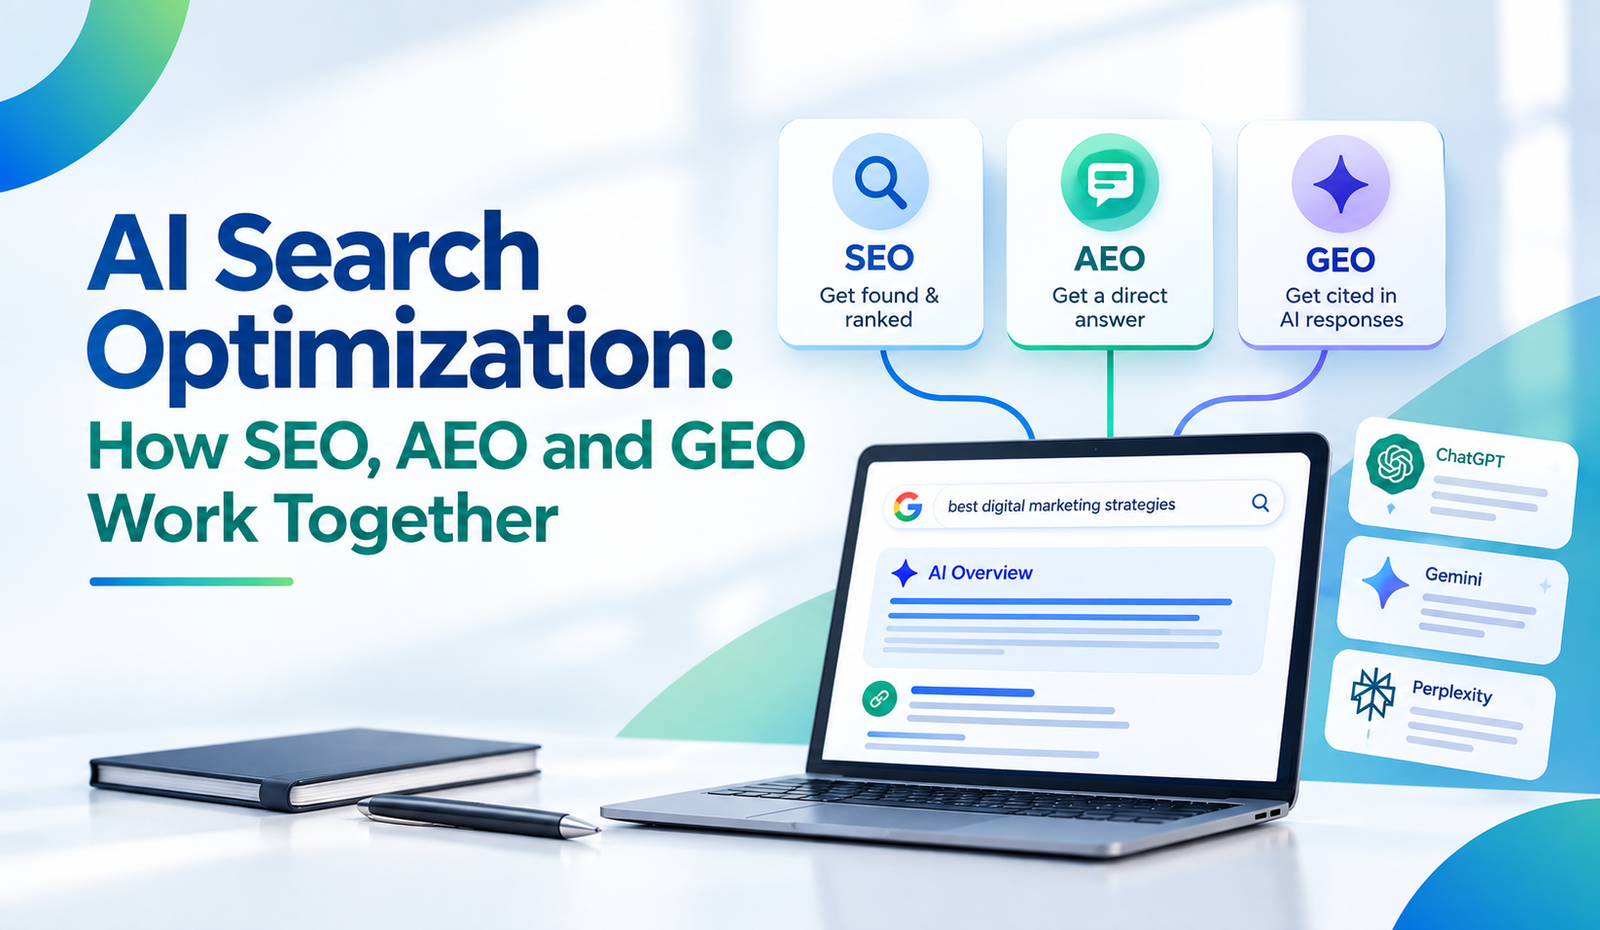 AI Search
Optimization:
How SEO, AEO and GEO
Work Together
SEO
Get found &
ranked
AEO
Get a direct
answer
GEO
Get cited in
AI responses
best digital marketing strategies
AI Overview
ChatGPT
Gemini
Perplexity